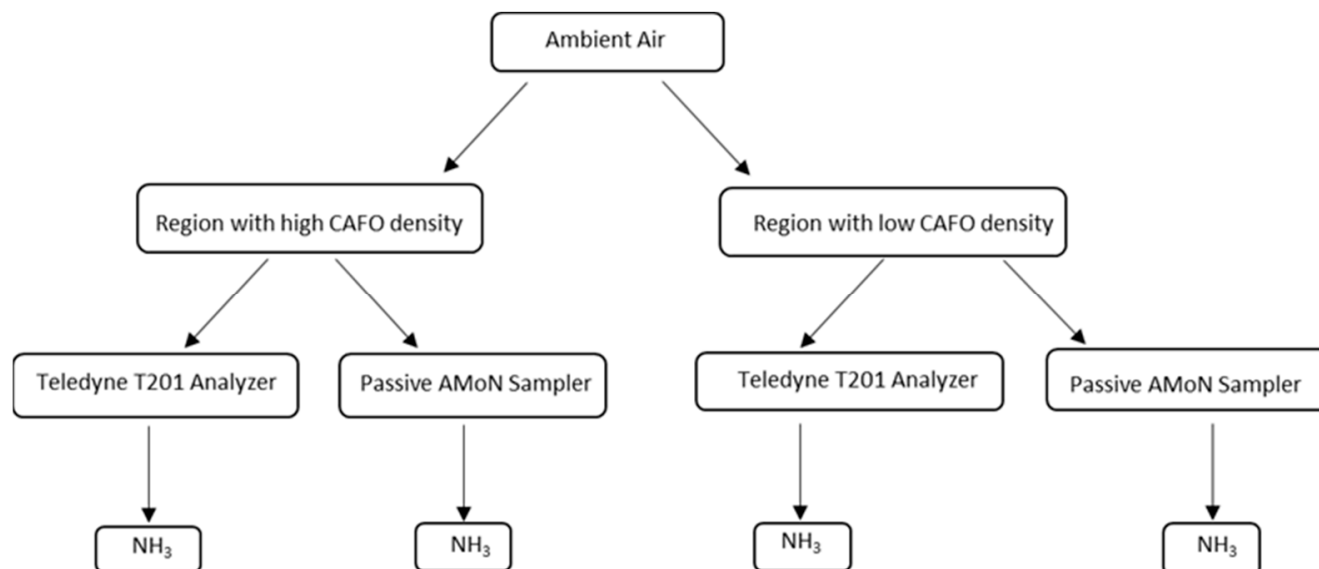 Ambient Air
Region with high CAFO density
Region with low CAFO density
Teledyne T201 Analyzer
Passive AMoN Sampler
Teledyne T201 Analyzer
Passive AMoN Sampler
NH₃
NH₃
NH₃
NH₃